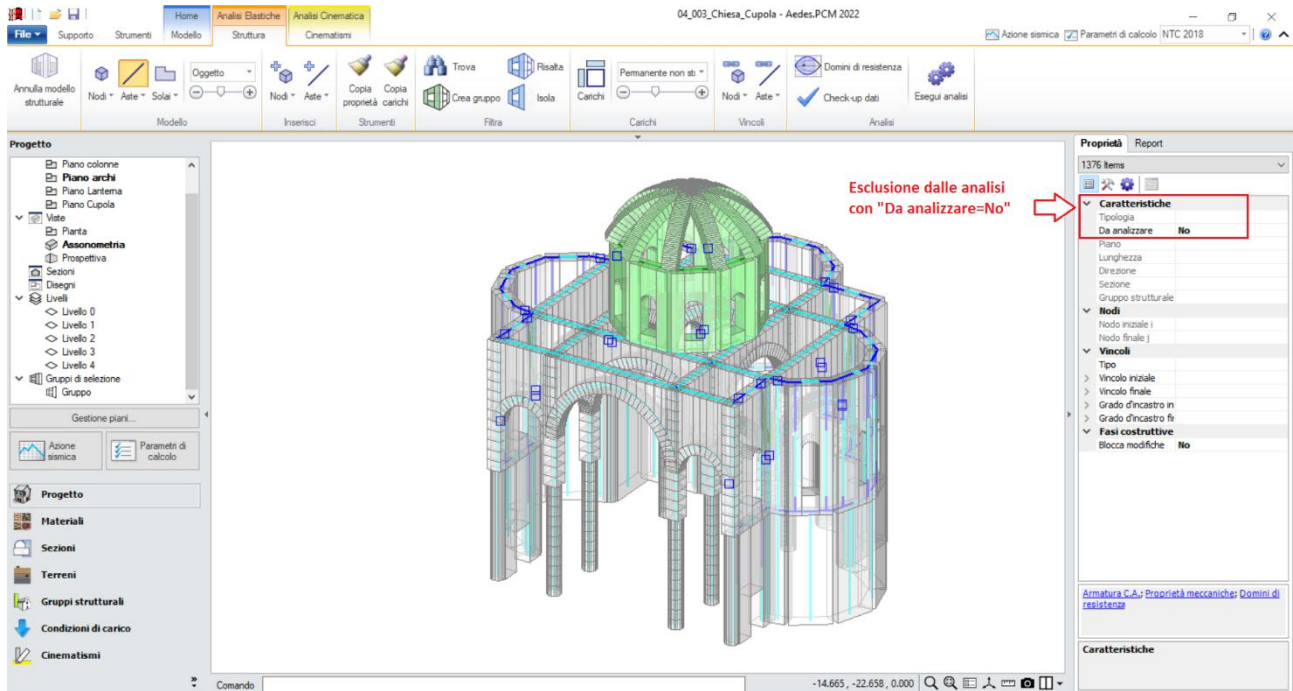 04_003_Chiesa_Cupola - Aedes.PCM 2022
Home
Analisi Elastiche
Analisi Cinematica
File
Supporto
Strumenti
Modello
Struttura
Cinematismi
Azione sismica
Parametri di calcolo
NTC 2018
Annulla modello
strutturale
Nodi
Aste
Solai
Oggetto
Modello
Nodi
Aste
Inserisci
Copia
proprietà
Copia
carichi
Strumenti
Trova
Crea gruppo
Risalta
Isola
Filtra
Carichi
Permanente non sti
Carichi
Nodi
Aste
Vincoli
Domini di resistenza
Check-up dati
Esegui analisi
Analisi
Progetto
Piano colonne
Piano archi
Piano Lanterna
Piano Cupola
Viste
Pianta
Assonometria
Prospettiva
Sezioni
Disegni
Livelli
Livello 0
Livello 1
Livello 2
Livello 3
Livello 4
Gruppi di selezione
Gruppo
Gestione piani...
Azione
sismica
Parametri di
calcolo
Progetto
Materiali
Sezioni
Terreni
Gruppi strutturali
Condizioni di carico
Cinematismi
Esclusione dalle analisi
con "Da analizzare=No"
Comando
-14.665 , -22.658 , 0.000
Proprietà
Report
1376 Items
Caratteristiche
Tipologia
Da analizzare No
Piano
Lunghezza
Direzione
Sezione
Gruppo strutturale
Nodi
Nodo iniziale i
Nodo finale j
Vincoli
Tipo
Vincolo iniziale
Vincolo finale
Grado d'incastro in
Grado d'incastro fir
Fasi costruttive
Blocca modifiche No
Armatura C.A.; Proprietà meccaniche; Domini di
resistenza
Caratteristiche